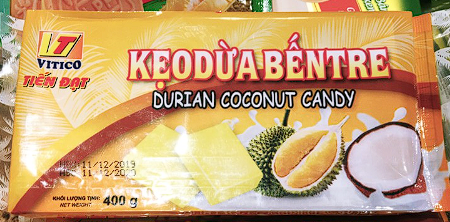 VT
VITICO
TIẾN ĐẠT
KẸO DỪA BẾN TRE
DURIAN COCONUT CANDY
11/12/2019
11/12/2020
KHỐI LƯỢNG TỊNH:
NET WEIGHT:
400 g